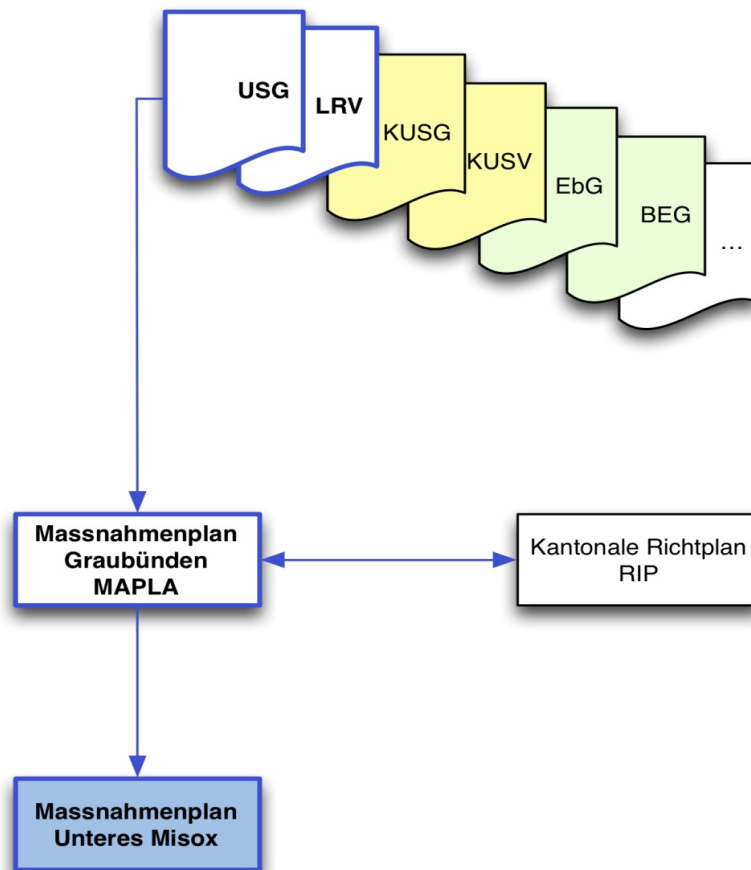 USG
LRV
KUSG
KUSV
EbG
BEG
...
Massnahmenplan
Graubünden
MAPLA
Kantonale Richtplan
RIP
Massnahmenplan
Unteres Misox